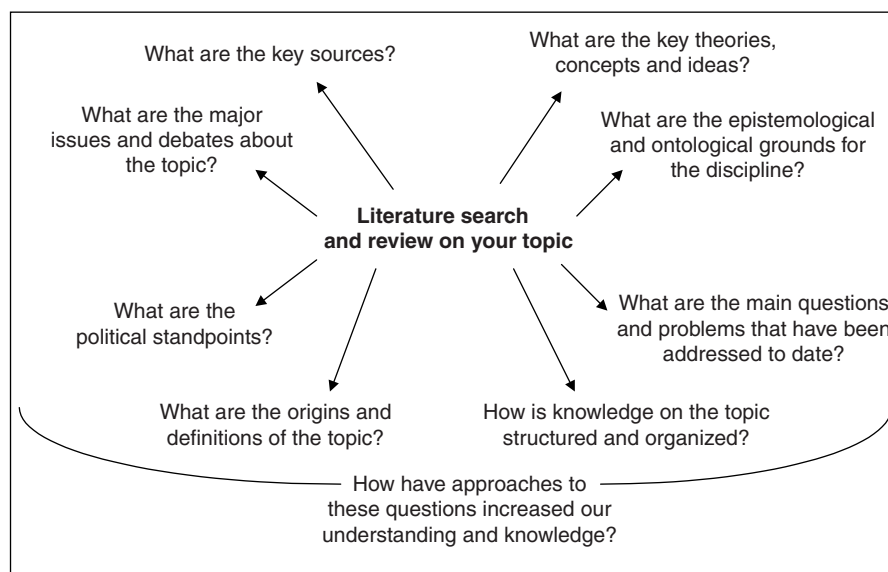 What are the key sources?
What are the key theories,
concepts and ideas?
What are the major
issues and debates about
the topic?
What are the epistemological
and ontological grounds for
the discipline?
Literature search
and review on your topic
What are the
political standpoints?
What are the main questions
and problems that have been
addressed to date?
What are the origins and
definitions of the topic?
How is knowledge on the topic
structured and organized?
How have approaches to
these questions increased our
understanding and knowledge?